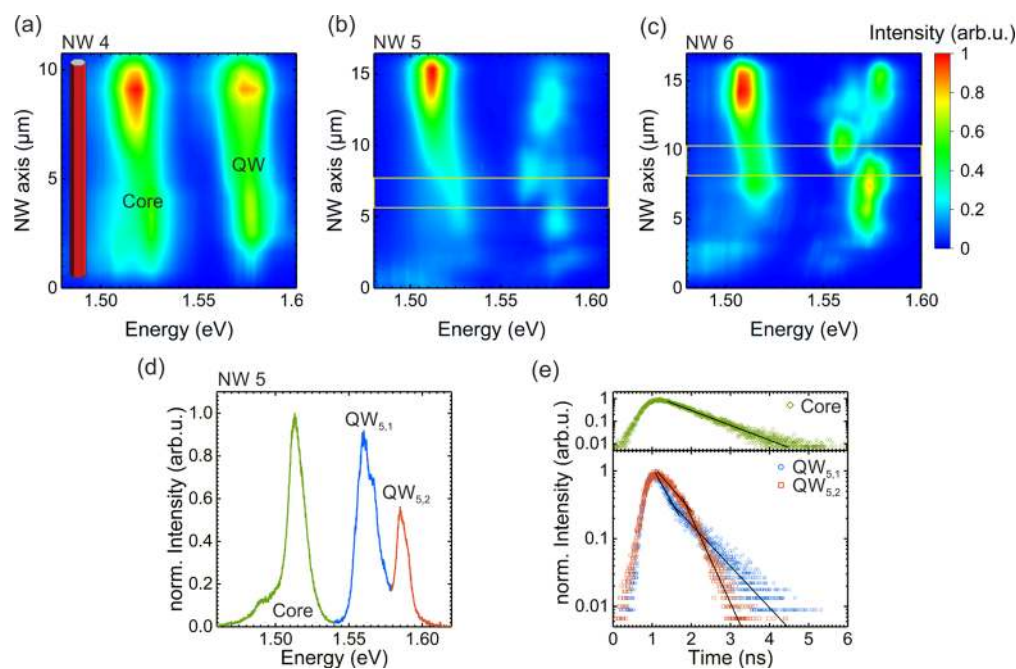 (a)
NW 4
(b)
NW 5
(c)
NW 6
Intensity (arb.u.)
NW axis (µm)
10
5
0
Core
QW
1.50
1.55
1.6
Energy (eV)
NW axis (µm)
15
10
5
0
1.50
1.55
1.60
Energy (eV)
NW axis (µm)
15
10
5
0
1.50
1.55
1.60
Energy (eV)
1
0.8
0.6
0.4
0.2
0
(d)
NW 5
norm. Intensity (arb.u.)
1.0
0.8
0.6
0.4
0.2
0.0
Core
QW5,1
QW5,2
1.50
1.55
1.60
Energy (eV)
(e)
norm. Intensity (arb.u.)
1
0.1
0.01
Core
1
0.1
0.01
QW5,1
QW5,2
0 1 2 3 4 5 6
Time (ns)